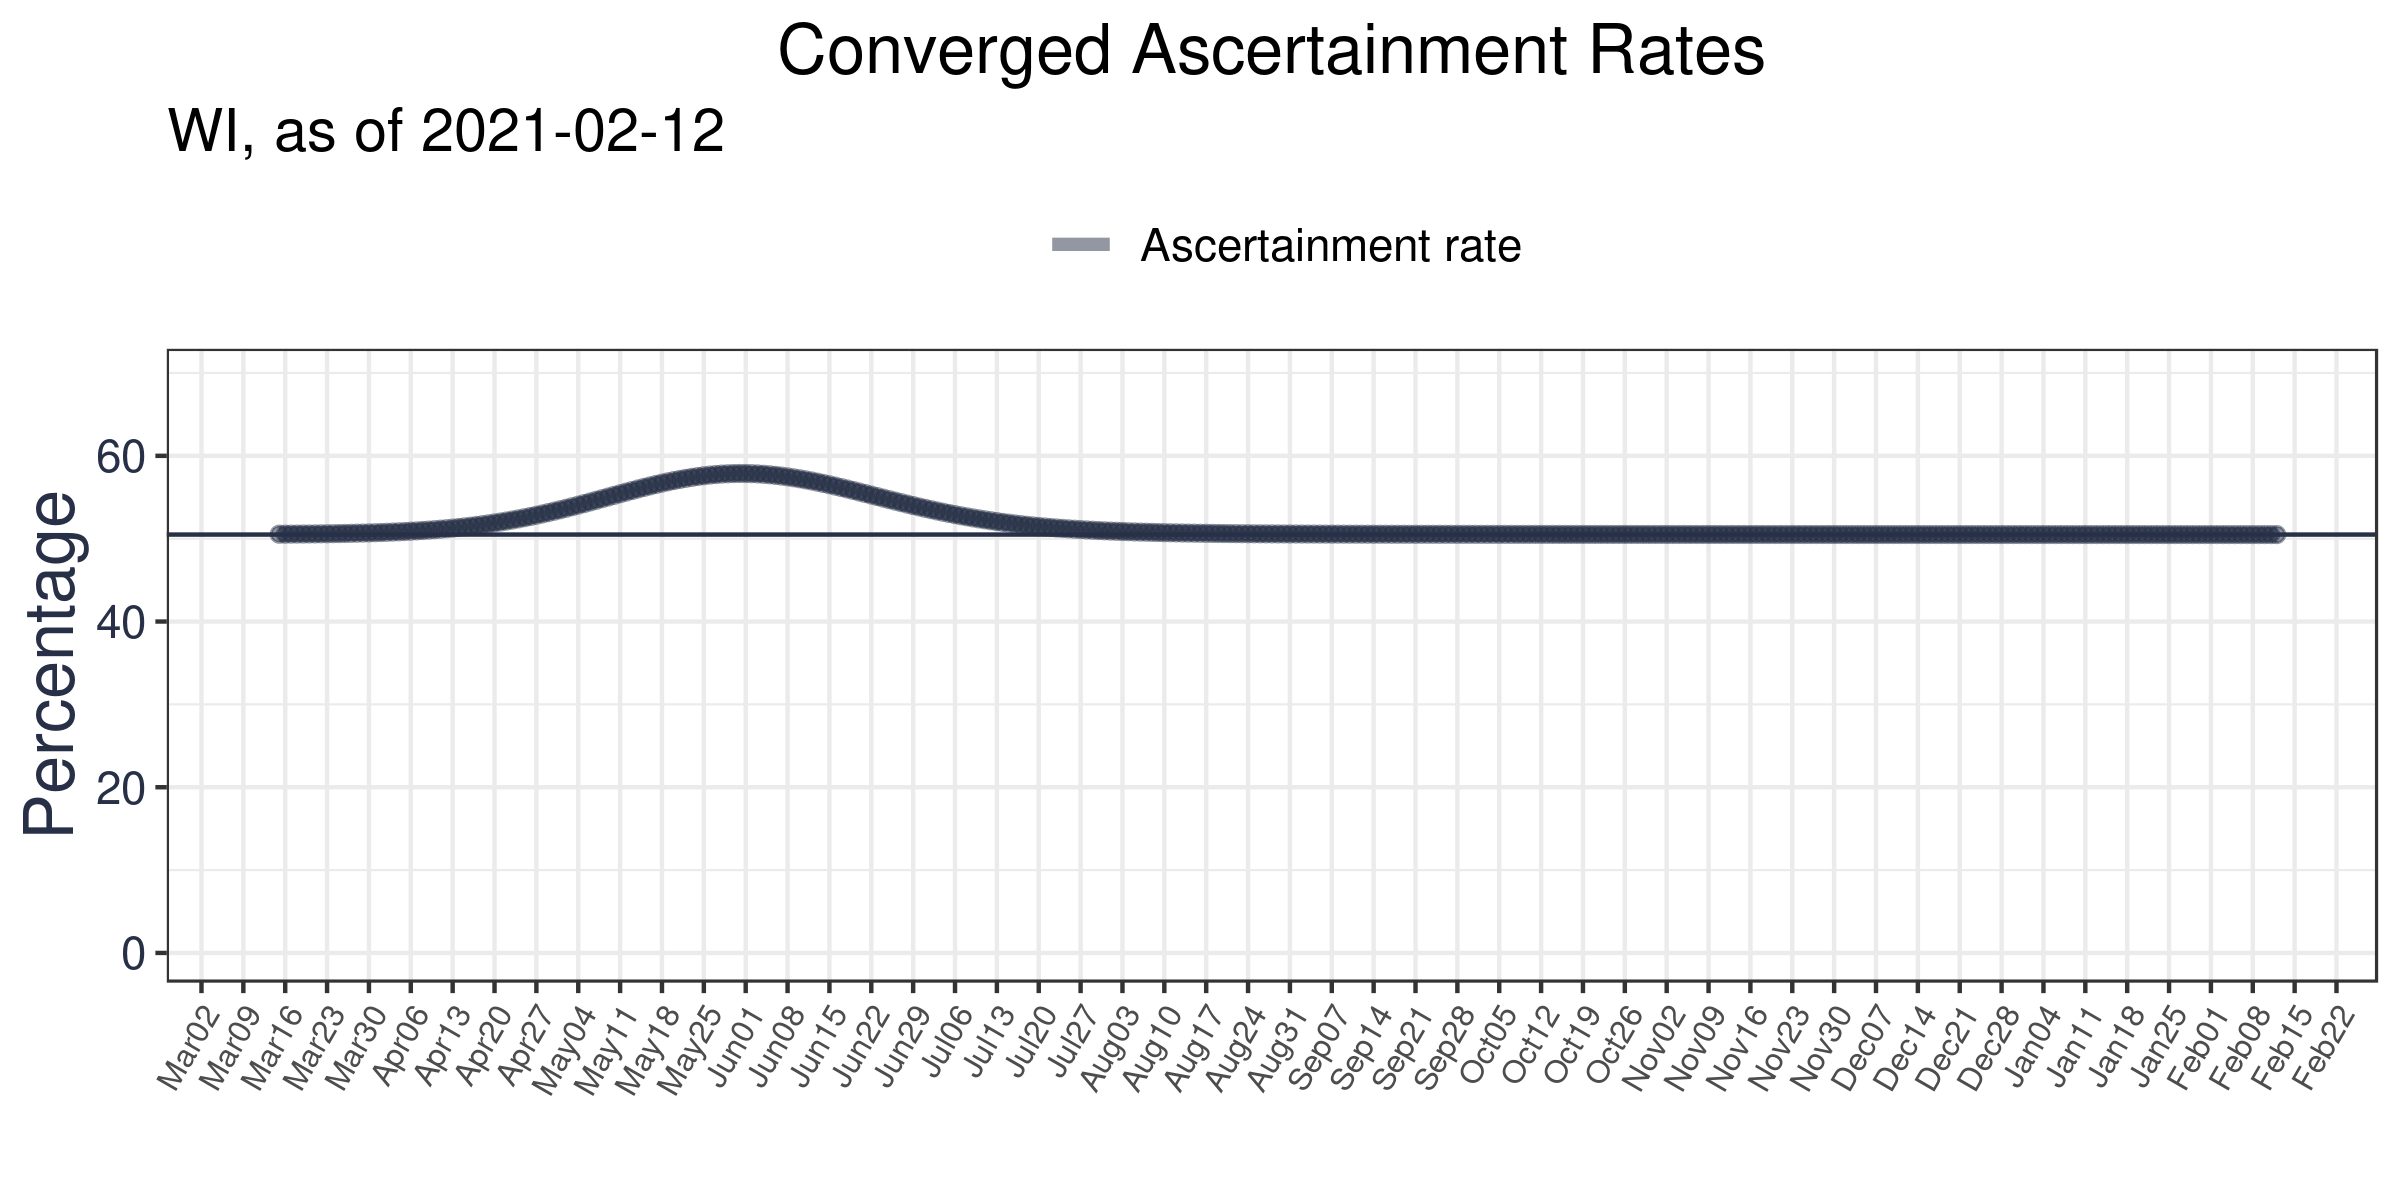 Converged Ascertainment Rates
WI, as of 2021-02-12
Ascertainment rate
Percentage
60
40
20
0
Mar02 Mar09 Mar16 Mar23 Mar30 Apr06 Apr13 Apr20 Apr27 May04 May11 May18 May25 Jun01 Jun08 Jun15 Jun22 Jun29 Jul06 Jul13 Jul20 Jul27 Aug03 Aug10 Aug17 Aug24 Aug31 Sep07 Sep14 Sep21 Sep28 Oct05 Oct12 Oct19 Oct26 Nov02 Nov09 Nov16 Nov23 Nov30 Dec07 Dec14 Dec21 Dec28 Jan04 Jan11 Jan18 Jan25 Feb01 Feb08 Feb15 Feb22